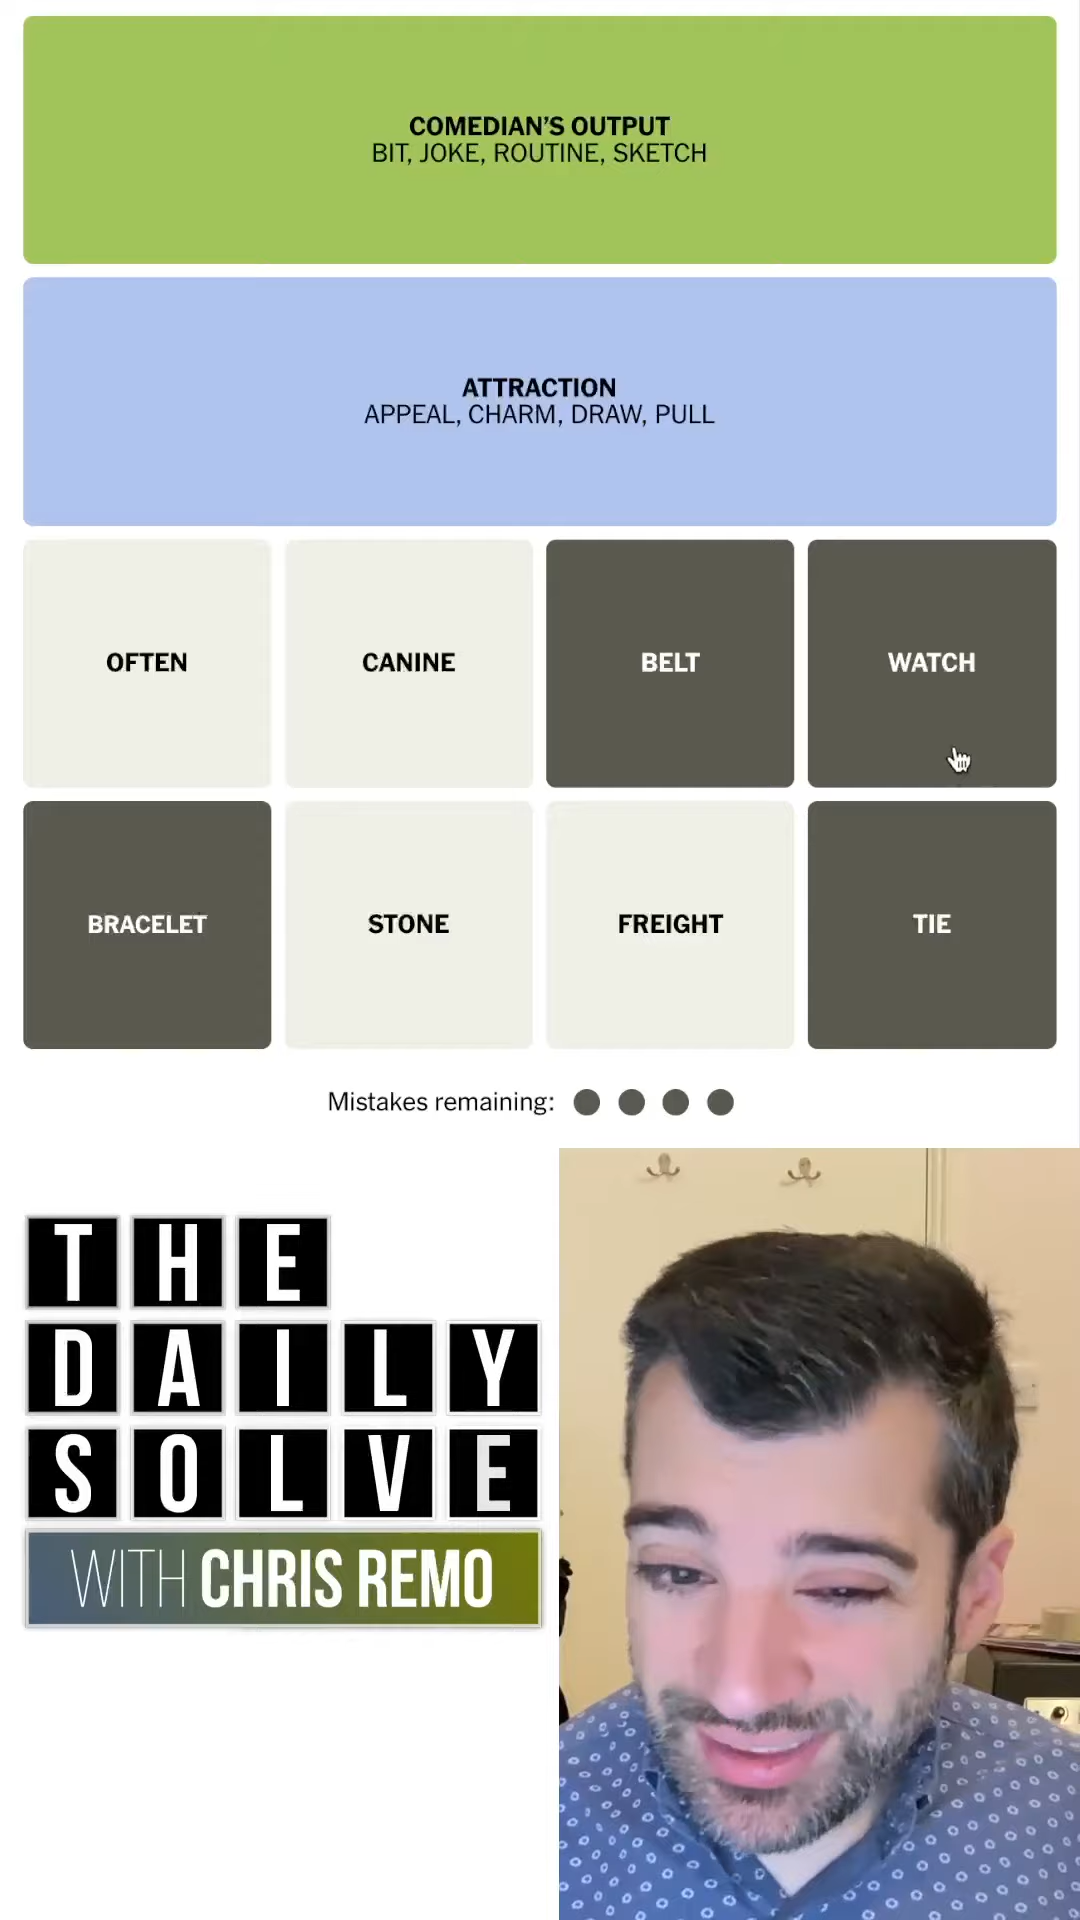 COMEDIAN'S OUTPUT
BIT, JOKE, ROUTINE, SKETCH
ATTRACTION
APPEAL, CHARM, DRAW, PULL
OFTEN CANINE BELT WATCH
BRACELET STONE FREIGHT TIE
Mistakes remaining:
THE
DAILY
SOLVE
WITH CHRIS REMO